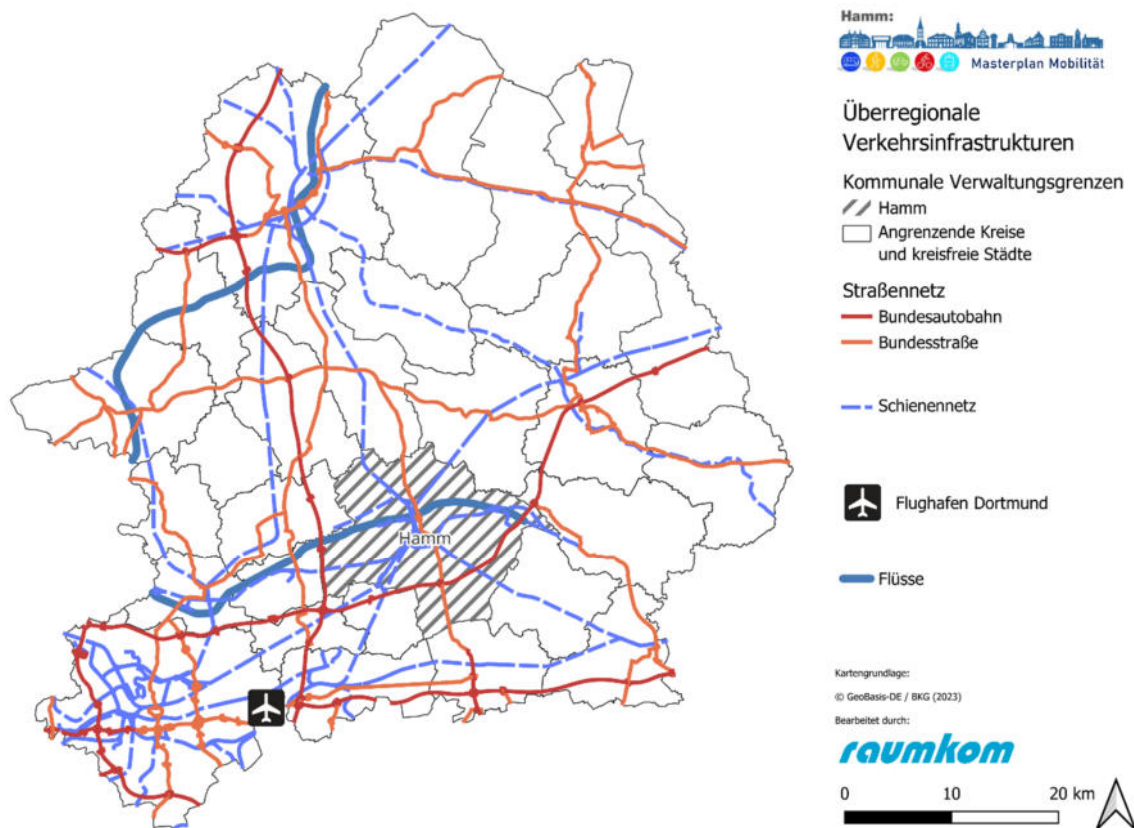 Hamm:
Masterplan Mobilität
Überregionale
Verkehrsinfrastrukturen
Kommunale Verwaltungsgrenzen
Hamm
Angrenzende Kreise
und kreisfreie Städte
Straßennetz
Bundesautobahn
Bundesstraße
Schienennetz
Flughafen Dortmund
Flüsse
Hamm
Kartengrundlage:
© GeoBasis-DE / BKG (2023)
Bearbeitet durch:
raumkom
0 10 20 km